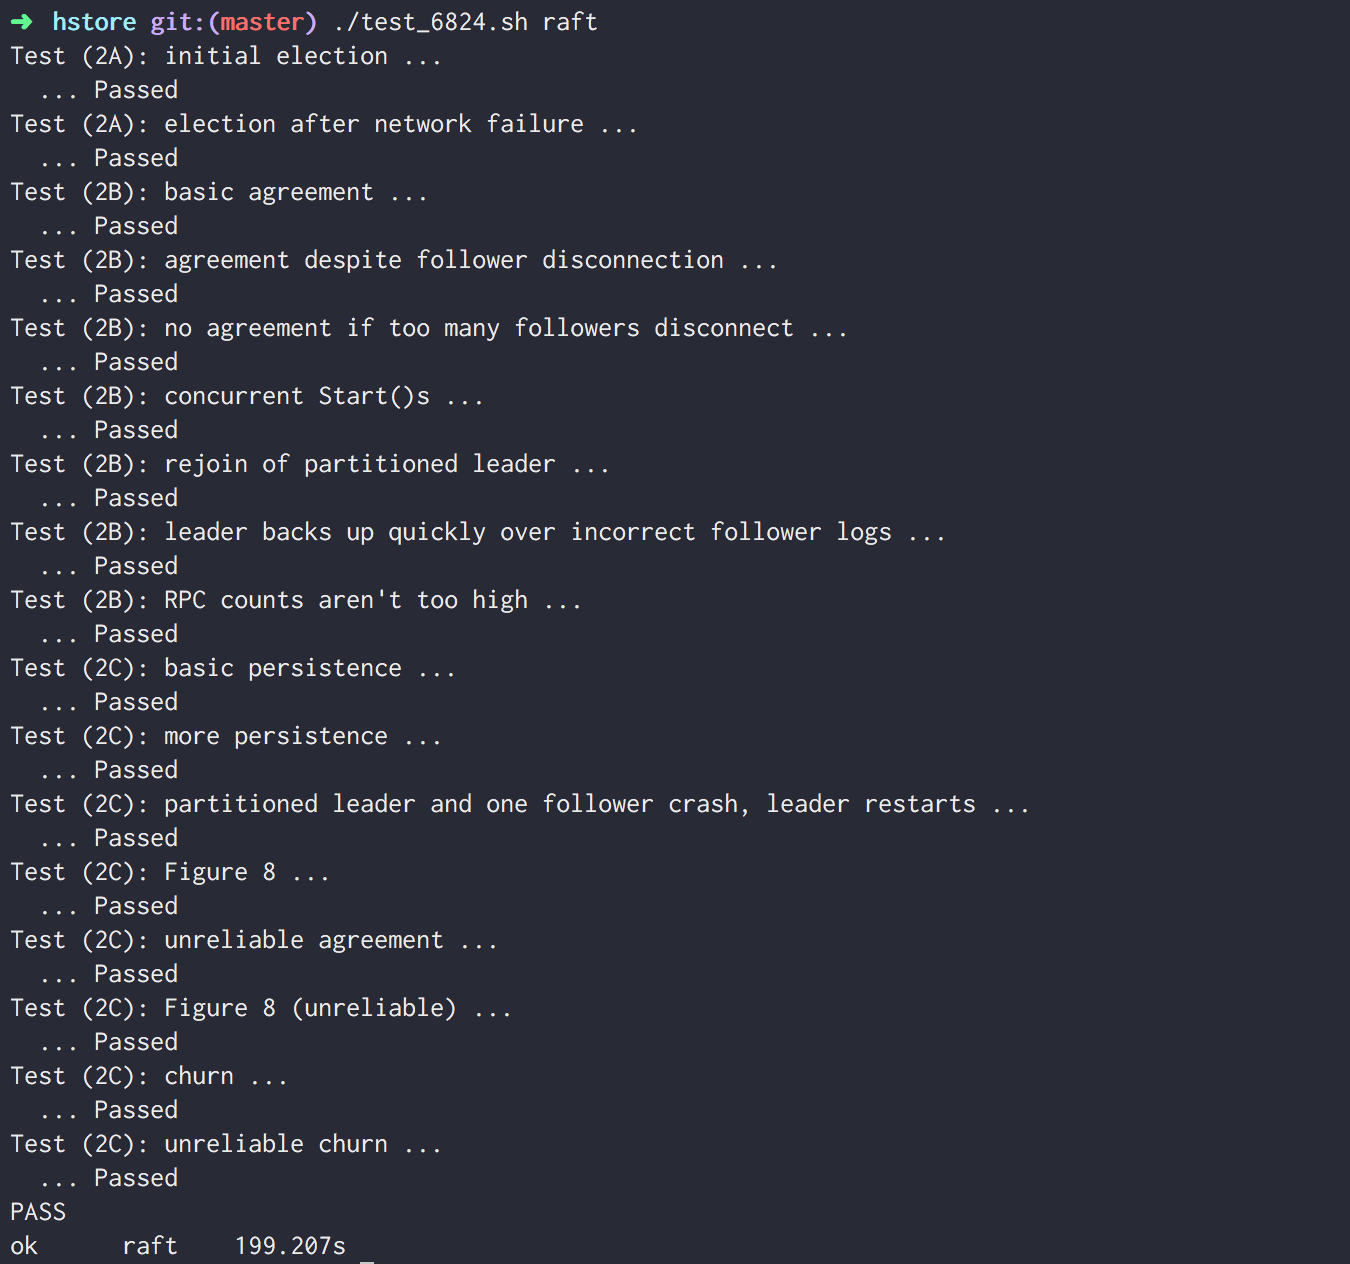 ➜ hstore git:(master) ./test_6824.sh raft
Test (2A): initial election ...
  ... Passed
Test (2A): election after network failure ...
  ... Passed
Test (2B): basic agreement ...
  ... Passed
Test (2B): agreement despite follower disconnection ...
  ... Passed
Test (2B): no agreement if too many followers disconnect ...
  ... Passed
Test (2B): concurrent Start()s ...
  ... Passed
Test (2B): rejoin of partitioned leader ...
  ... Passed
Test (2B): leader backs up quickly over incorrect follower logs ...
  ... Passed
Test (2B): RPC counts aren't too high ...
  ... Passed
Test (2C): basic persistence ...
  ... Passed
Test (2C): more persistence ...
  ... Passed
Test (2C): partitioned leader and one follower crash, leader restarts ...
  ... Passed
Test (2C): Figure 8 ...
  ... Passed
Test (2C): unreliable agreement ...
  ... Passed
Test (2C): Figure 8 (unreliable) ...
  ... Passed
Test (2C): churn ...
  ... Passed
Test (2C): unreliable churn ...
  ... Passed
PASS
ok      raft    199.207s